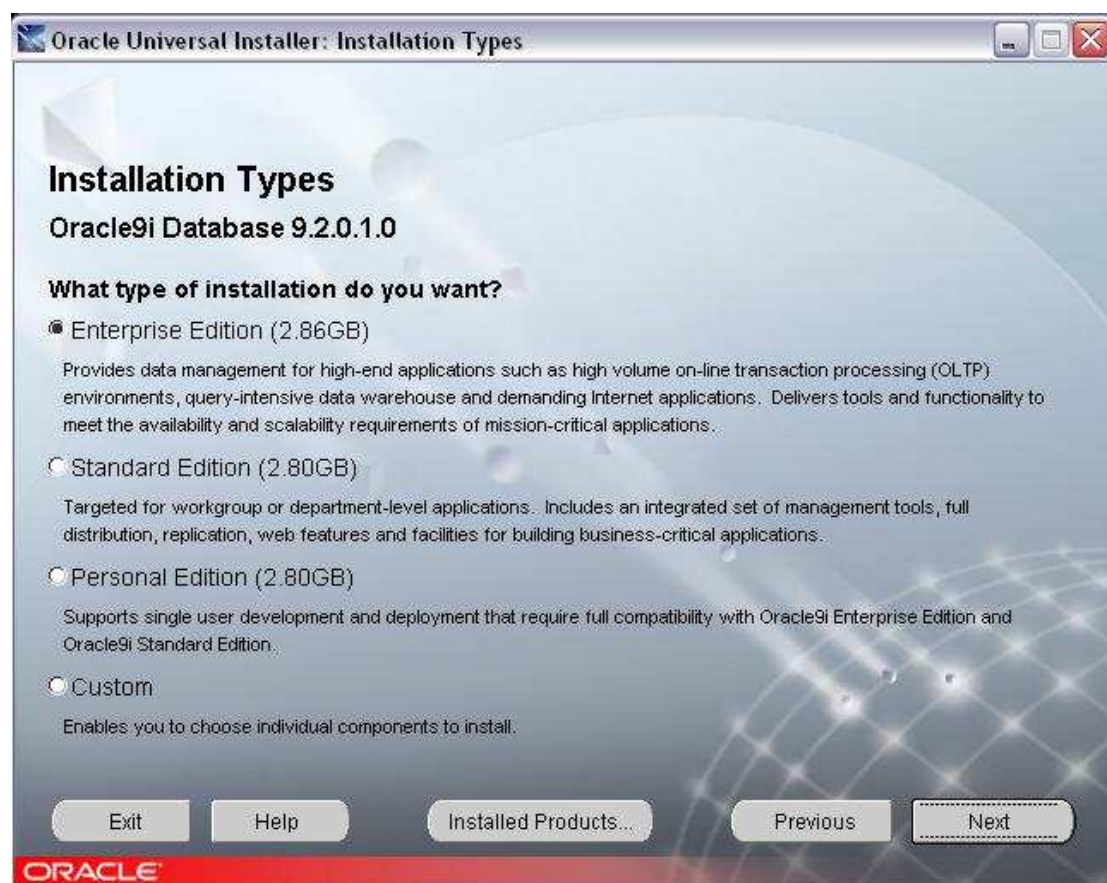 Oracle Universal Installer: Installation Types
Installation Types
Oracle9i Database 9.2.0.1.0
What type of installation do you want?
Enterprise Edition (2.86GB)
Provides data management for high-end applications such as high volume on-line transaction processing (OLTP)
environments, query-intensive data warehouse and demanding Internet applications. Delivers tools and functionality to
meet the availability and scalability requirements of mission-critical applications.
Standard Edition (2.80GB)
Targeted for workgroup or department-level applications. Includes an integrated set of management tools, full
distribution, replication, web features and facilities for building business-critical applications.
Personal Edition (2.80GB)
Supports single user development and deployment that require full compatibility with Oracle9i Enterprise Edition and
Oracle9i Standard Edition.
Custom
Enables you to choose individual components to install.
Exit Help Installed Products... Previous Next
ORACLE